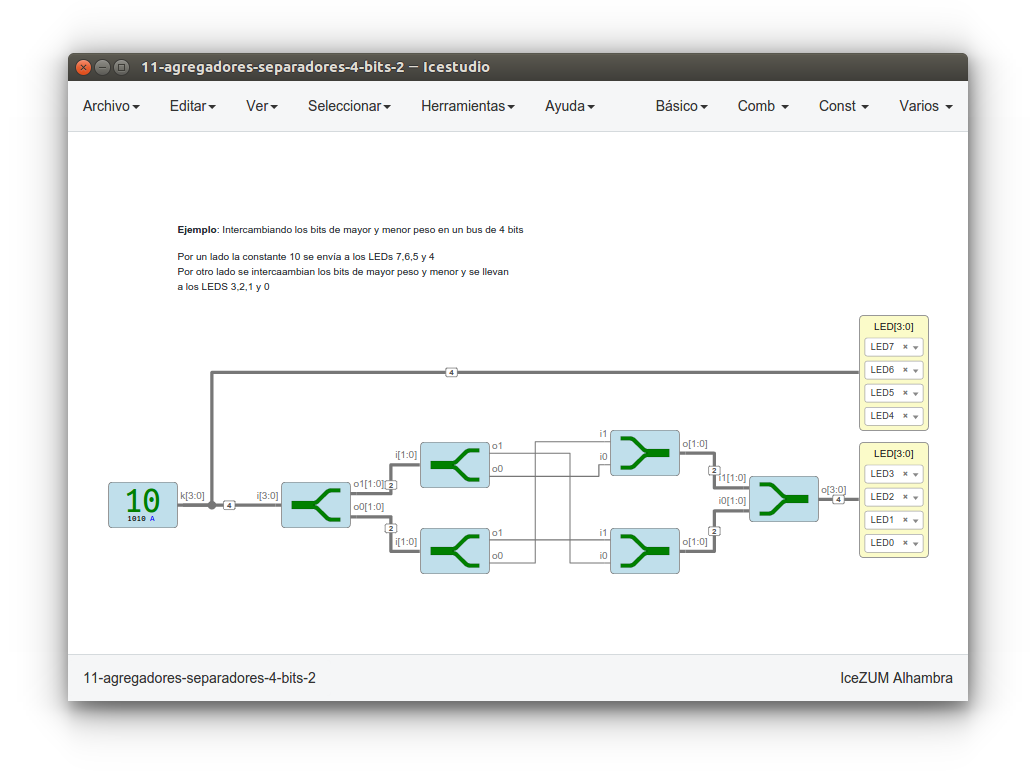 11-agregadores-separadores-4-bits-2 – Icestudio
Archivo Editar Ver Seleccionar Herramientas Ayuda Básico Comb Const Varios
Ejemplo: Intercambiando los bits de mayor y menor peso en un bus de 4 bits
Por un lado la constante 10 se envía a los LEDs 7,6,5 y 4
Por otro lado se intercaambian los bits de mayor peso y menor y se llevan
a los LEDS 3,2,1 y 0
LED[3:0]
LED7
LED6
LED5
LED4
4
10
1010 A
k[3:0]
4
i[3:0]
o1[1:0]
o0[1:0]
2
2
i[1:0]
o1
o0
i[1:0]
o1
o0
i1
i0
o[1:0]
i1
i0
o[1:0]
2
2
i1[1:0]
i0[1:0]
o[3:0]
4
LED[3:0]
LED3
LED2
LED1
LED0
11-agregadores-separadores-4-bits-2
IceZUM Alhambra